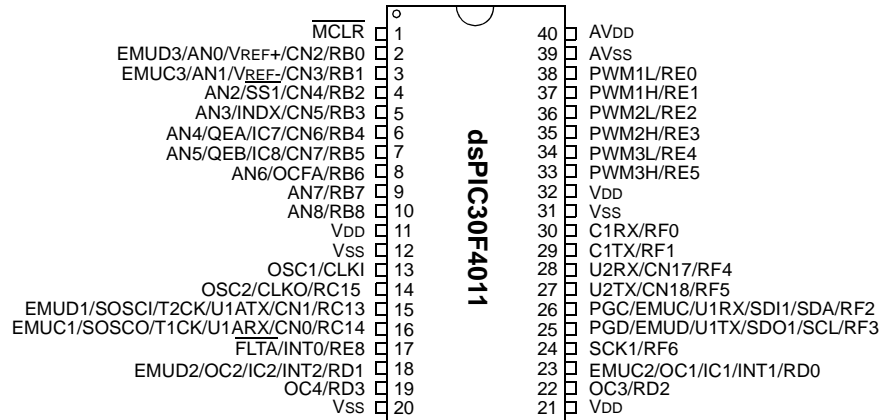 MCLR 1
EMUD3/AN0/VREF+/CN2/RB0 2
EMUC3/AN1/VREF-/CN3/RB1 3
AN2/SS1/CN4/RB2 4
AN3/INDX/CN5/RB3 5
AN4/QEA/IC7/CN6/RB4 6
AN5/QEB/IC8/CN7/RB5 7
AN6/OCFA/RB6 8
AN7/RB7 9
AN8/RB8 10
VDD 11
VSS 12
OSC1/CLKI 13
OSC2/CLKO/RC15 14
EMUD1/SOSCI/T2CK/U1ATX/CN1/RC13 15
EMUC1/SOSCO/T1CK/U1ARX/CN0/RC14 16
FLTA/INT0/RE8 17
EMUD2/OC2/IC2/INT2/RD1 18
OC4/RD3 19
VSS 20
dsPIC30F4011
40 AVDD
39 AVSS
38 PWM1L/RE0
37 PWM1H/RE1
36 PWM2L/RE2
35 PWM2H/RE3
34 PWM3L/RE4
33 PWM3H/RE5
32 VDD
31 VSS
30 C1RX/RF0
29 C1TX/RF1
28 U2RX/CN17/RF4
27 U2TX/CN18/RF5
26 PGC/EMUC/U1RX/SDI1/SDA/RF2
25 PGD/EMUD/U1TX/SDO1/SCL/RF3
24 SCK1/RF6
23 EMUC2/OC1/IC1/INT1/RD0
22 OC3/RD2
21 VDD